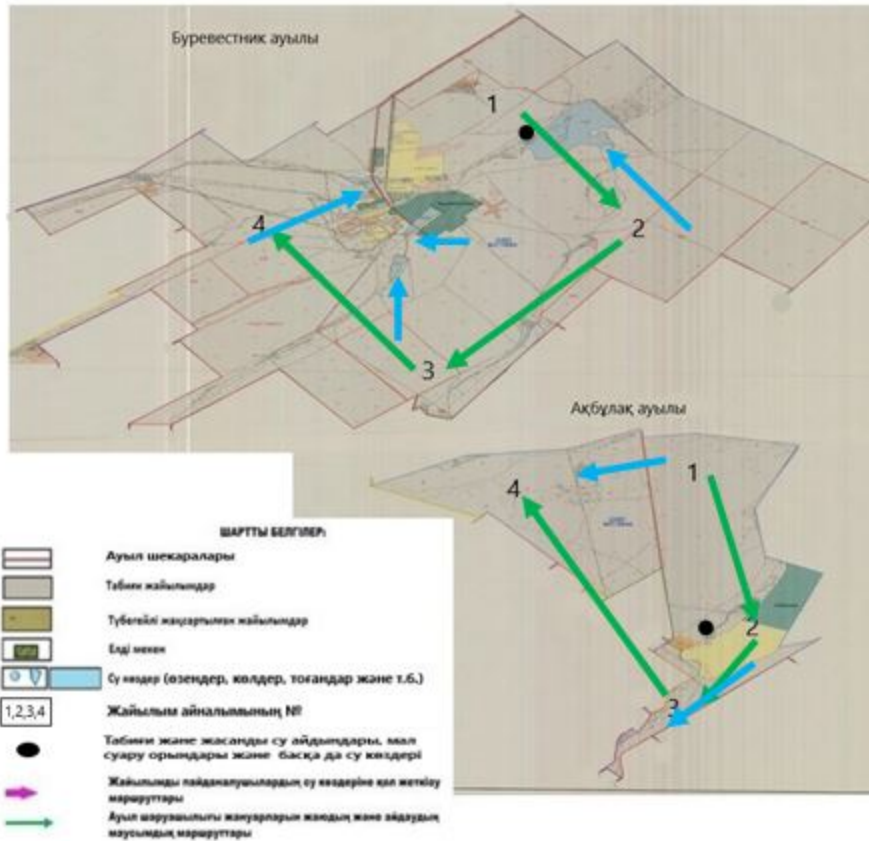 Буревестник ауылы
1
2
3
4
Ақбұлақ ауылы
1
2
3
4
ШАРТТЫ БЕЛГІЛЕР:
Ауыл шекаралары
Табиғи жайылымдар
Түбегейлі жақсартылған жайылымдар
Елді мекен
Су көздер (өзендер, көлдер, тоғандар және т.б.)
1,2,3,4 Жайылым айналымының №
Табиғи және жасанды су айдындары, мал
суару орындары және басқа да су көздері
Жайылымды пайдаланушылардың су көздеріне қол жеткізу
маршруттары
Ауыл шаруашылығы жануарларын жаюдың және айдаудың
маусымдық маршруттары